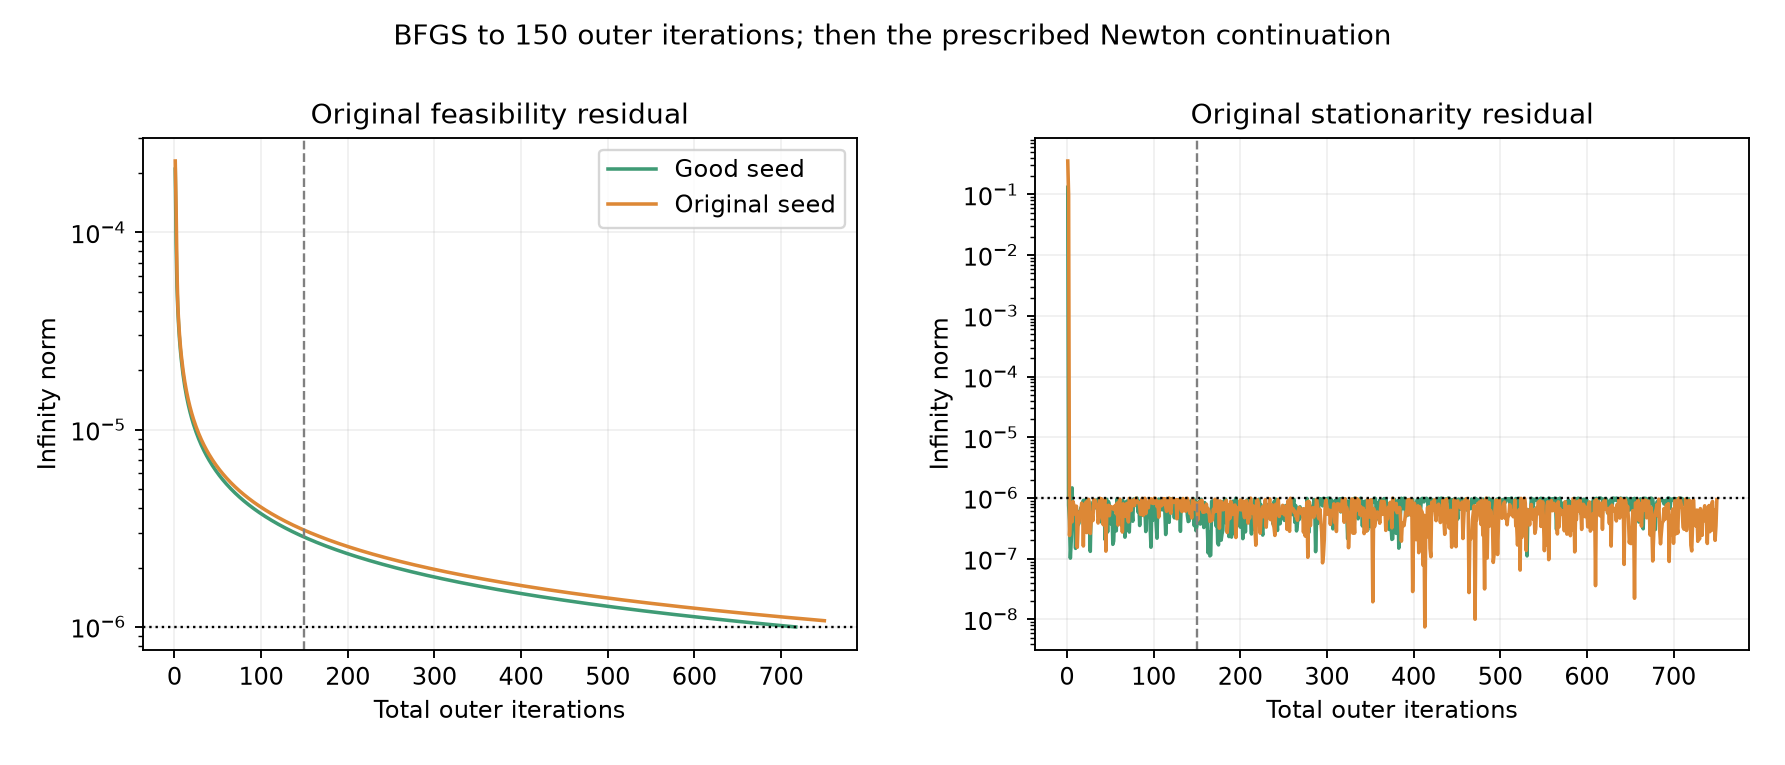 BFGS to 150 outer iterations; then the prescribed Newton continuation
Original feasibility residual
Infinity norm
10⁻⁴
10⁻⁵
10⁻⁶
Good seed
Original seed
0 100 200 300 400 500 600 700
Total outer iterations
Original stationarity residual
Infinity norm
10⁻¹
10⁻²
10⁻³
10⁻⁴
10⁻⁵
10⁻⁶
10⁻⁷
10⁻⁸
0 100 200 300 400 500 600 700
Total outer iterations